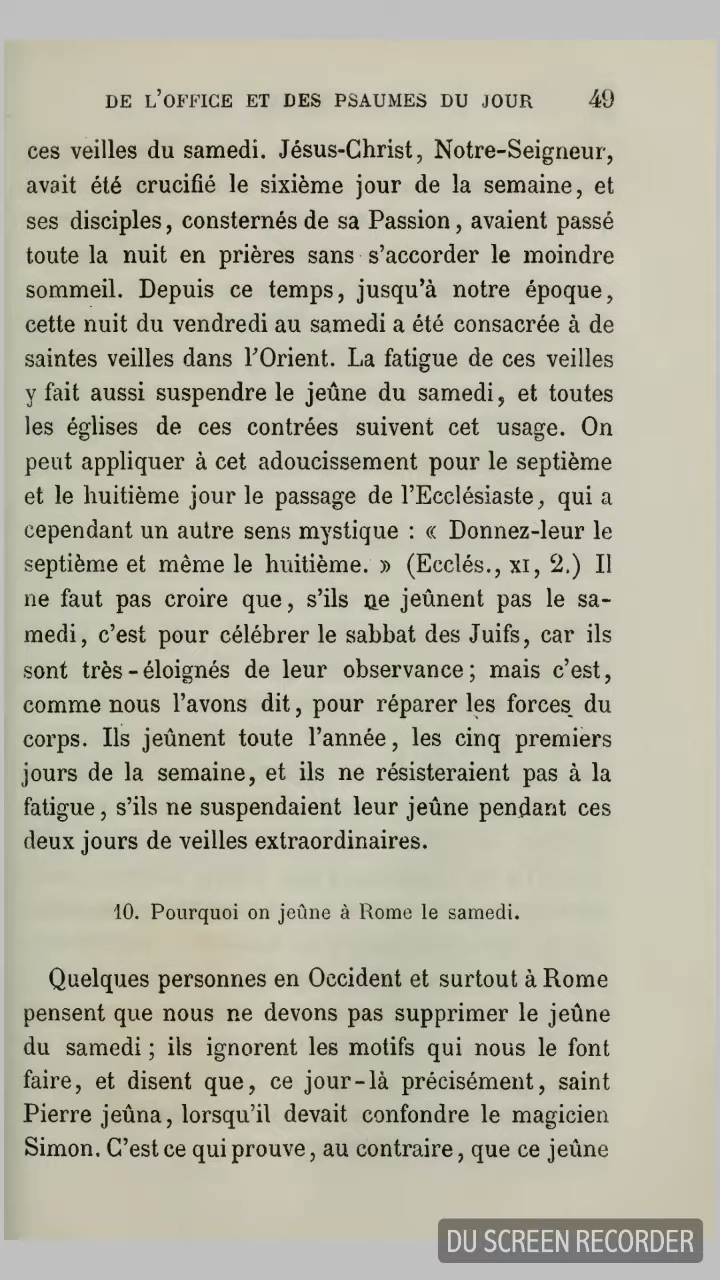 DE L'OFFICE ET DES PSAUMES DU JOUR 49
ces veilles du samedi. Jésus-Christ, Notre-Seigneur,
avait été crucifié le sixième jour de la semaine, et
ses disciples, consternés de sa Passion, avaient passé
toute la nuit en prières sans s'accorder le moindre
sommeil. Depuis ce temps, jusqu'à notre époque,
cette nuit du vendredi au samedi a été consacrée à de
saintes veilles dans l'Orient. La fatigue de ces veilles
y fait aussi suspendre le jeûne du samedi, et toutes
les églises de ces contrées suivent cet usage. On
peut appliquer à cet adoucissement pour le septième
et le huitième jour le passage de l'Ecclésiaste, qui a
cependant un autre sens mystique : « Donnez-leur le
septième et même le huitième. » (Ecclés., XI, 2.) Il
ne faut pas croire que, s'ils ne jeûnent pas le sa-
medi, c'est pour célébrer le sabbat des Juifs, car ils
sont très-éloignés de leur observance; mais c'est,
comme nous l'avons dit, pour réparer les forces du
corps. Ils jeûnent toute l'année, les cinq premiers
jours de la semaine, et ils ne résisteraient pas à la
fatigue, s'ils ne suspendaient leur jeûne pendant ces
deux jours de veilles extraordinaires.
10. Pourquoi on jeûne à Rome le samedi.
Quelques personnes en Occident et surtout à Rome
pensent que nous ne devons pas supprimer le jeûne
du samedi ; ils ignorent les motifs qui nous le font
faire, et disent que, ce jour-là précisément, saint
Pierre jeûna, lorsqu'il devait confondre le magicien
Simon. C'est ce qui prouve, au contraire, que ce jeûne
DU SCREEN RECORDER